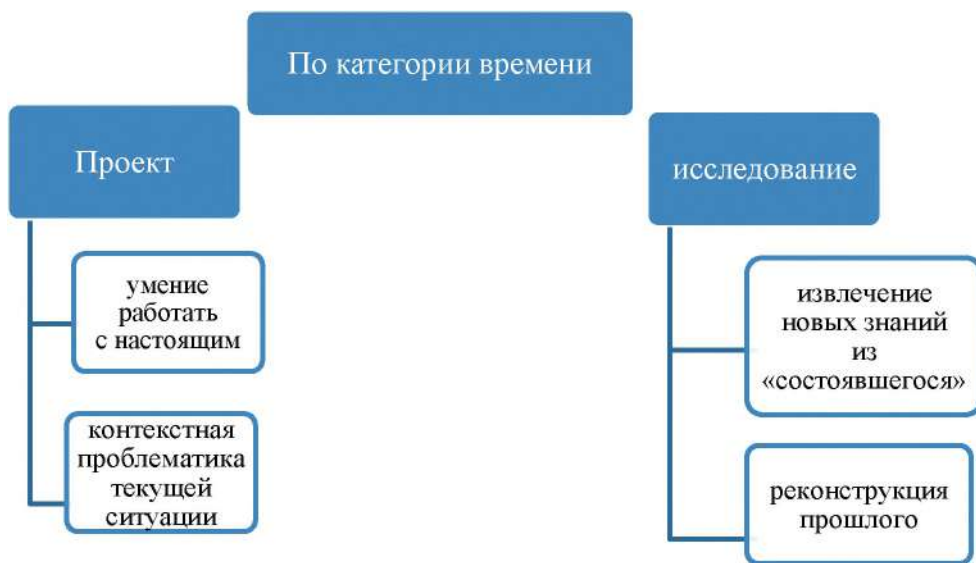 По категории времени
Проект
умение
работать
с настоящим
контекстная
проблематика
текущей
ситуации
исследование
извлечение
новых знаний
из
«состоявшегося»
реконструкция
прошлого